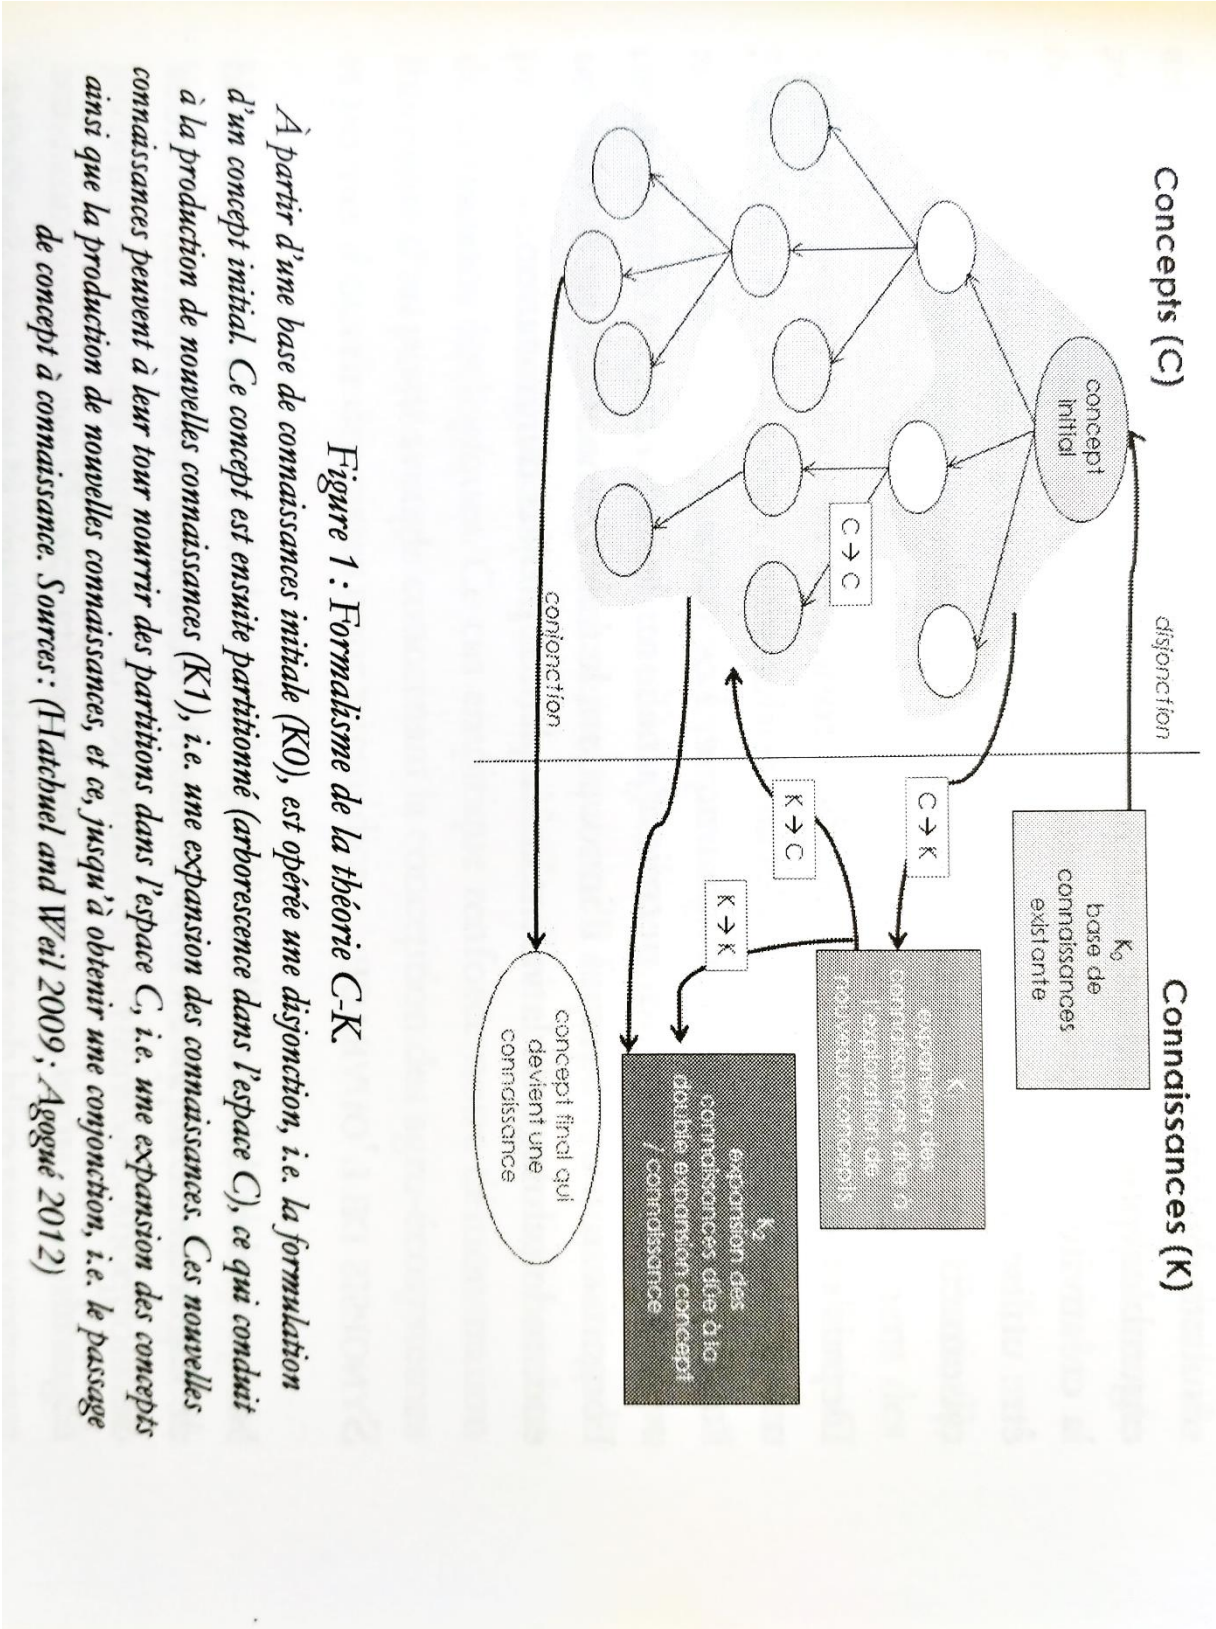 Concepts (C)
Connaissances (K)
disjonction
concept
initial
K0
base de
connaissances
existante
C → K
K
expansion des
connaissances due à
l'exploration de
nouveaux concepts
C → C
K → C
K → K
K2
expansion des
connaissances due à la
double expansion concept
/ connaissance
conjonction
concept final qui
devient une
connaissance
Figure 1 : Formalisme de la théorie C-K.
À partir d'une base de connaissances initiale (K0), est opérée une disjonction, i.e. la formulation
d'un concept initial. Ce concept est ensuite partitionné (arborescence dans l'espace C), ce qui conduit
à la production de nouvelles connaissances (K1), i.e. une expansion des connaissances. Ces nouvelles
connaissances peuvent à leur tour nourrir des partitions dans l'espace C, i.e. une expansion des concepts
ainsi que la production de nouvelles connaissances, et ce, jusqu'à obtenir une conjonction, i.e. le passage
de concept à connaissance. Sources : (Hatchuel and Weil 2009 ; Agogué 2012)